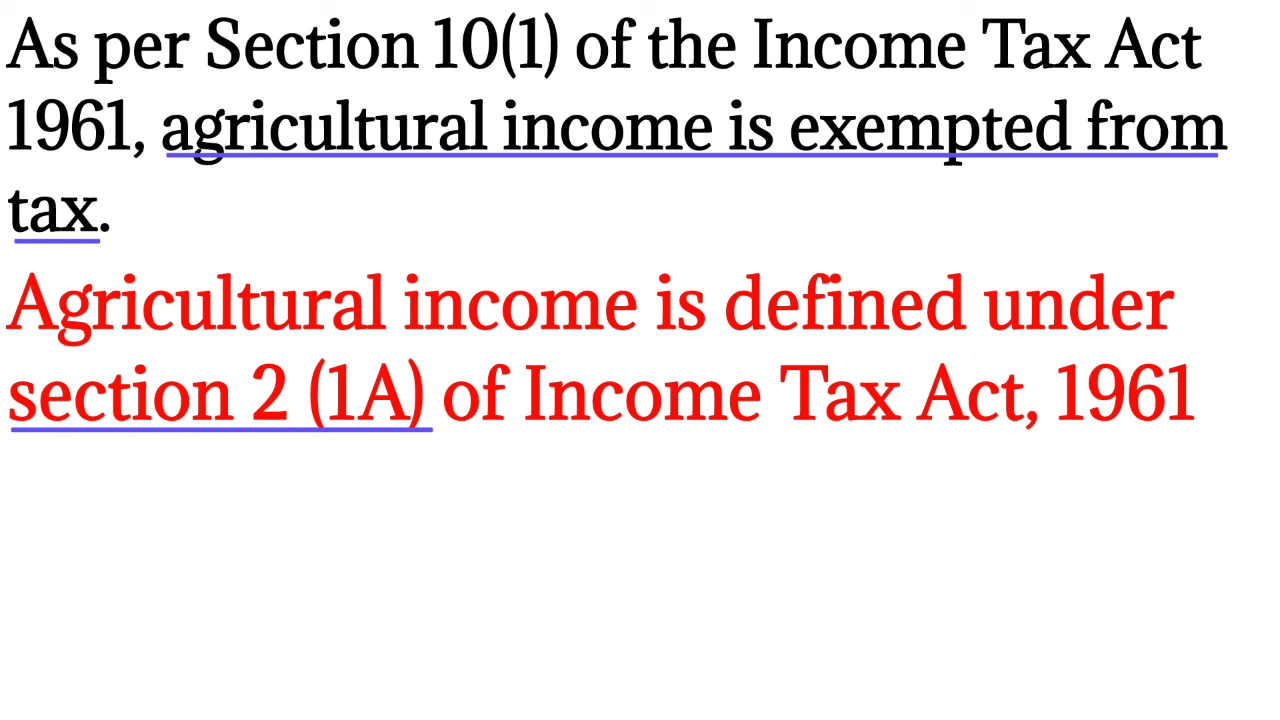 As per Section 10(1) of the Income Tax Act
1961, agricultural income is exempted from
tax.
Agricultural income is defined under
section 2 (1A) of Income Tax Act, 1961